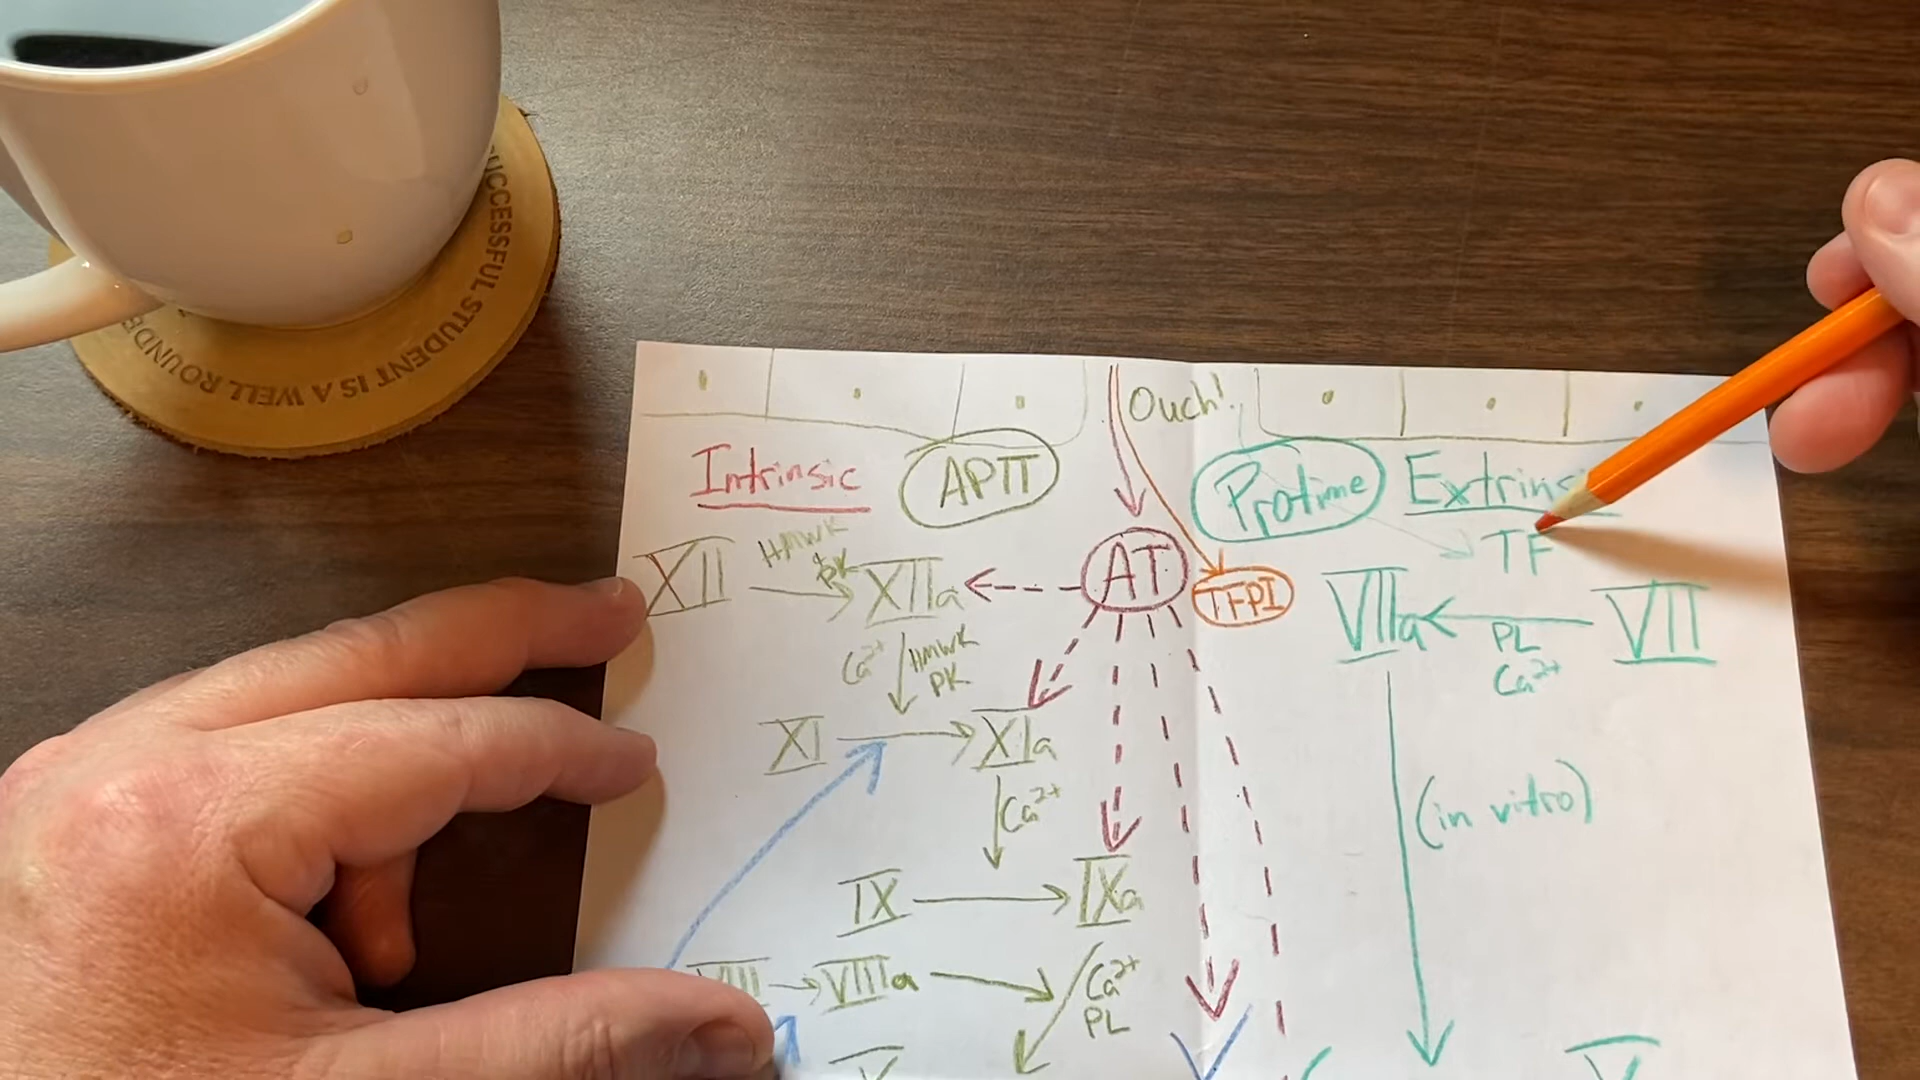 SUCCESSFUL STUDENT IS A WELL ROUNDE
Ouch!
Intrinsic
APTT
Protime
Extrins
TF
XII
HMWK
PK
XIIa
AT
TFPI
VIIa
VII
PL
Ca2+
Ca2+
HMWK
PK
XI
XIa
Ca2+
(in vitro)
IX
IXa
VIII
VIIIa
Ca2+
PL
V